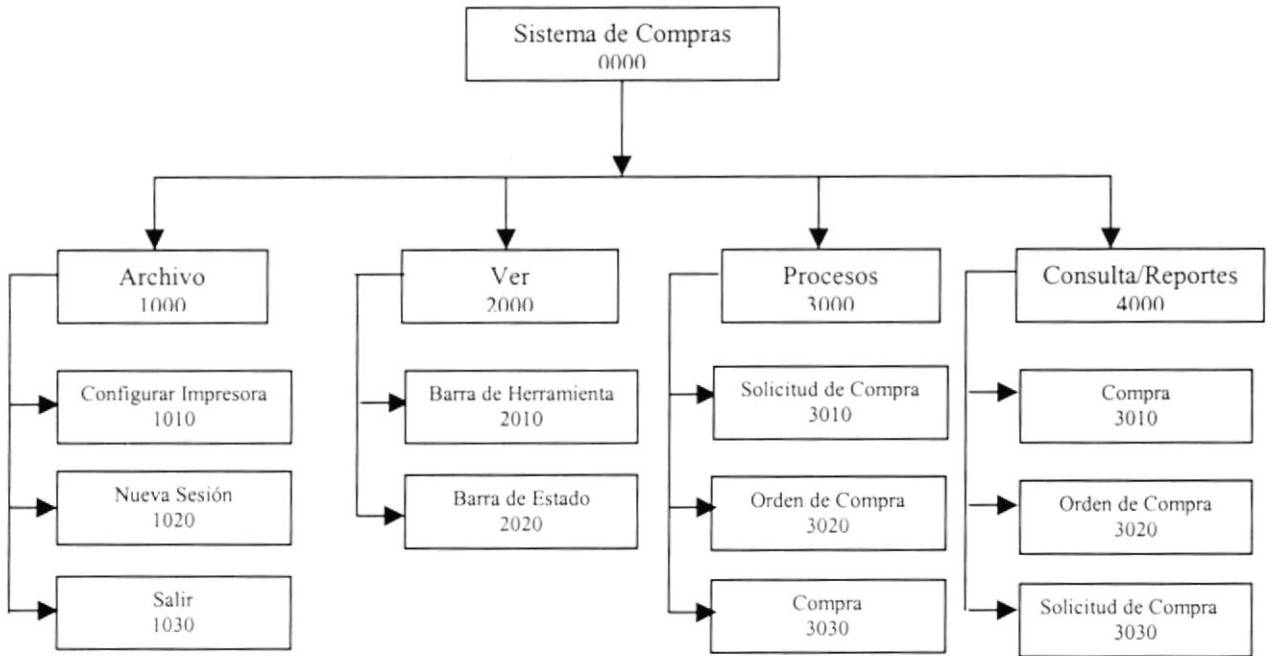 Sistema de Compras
0000
Archivo
1000
Ver
2000
Procesos
3000
Consulta/Reportes
4000
Configurar Impresora
1010
Nueva Sesión
1020
Salir
1030
Barra de Herramienta
2010
Barra de Estado
2020
Solicitud de Compra
3010
Orden de Compra
3020
Compra
3030
Compra
3010
Orden de Compra
3020
Solicitud de Compra
3030